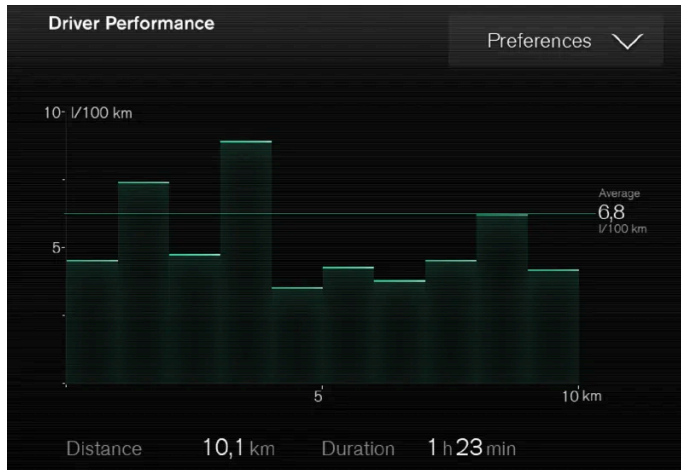 Driver Performance
Preferences
10 l/100 km
Average
6,8
l/100 km
5
5
10 km
Distance 10,1 km Duration 1 h 23 min